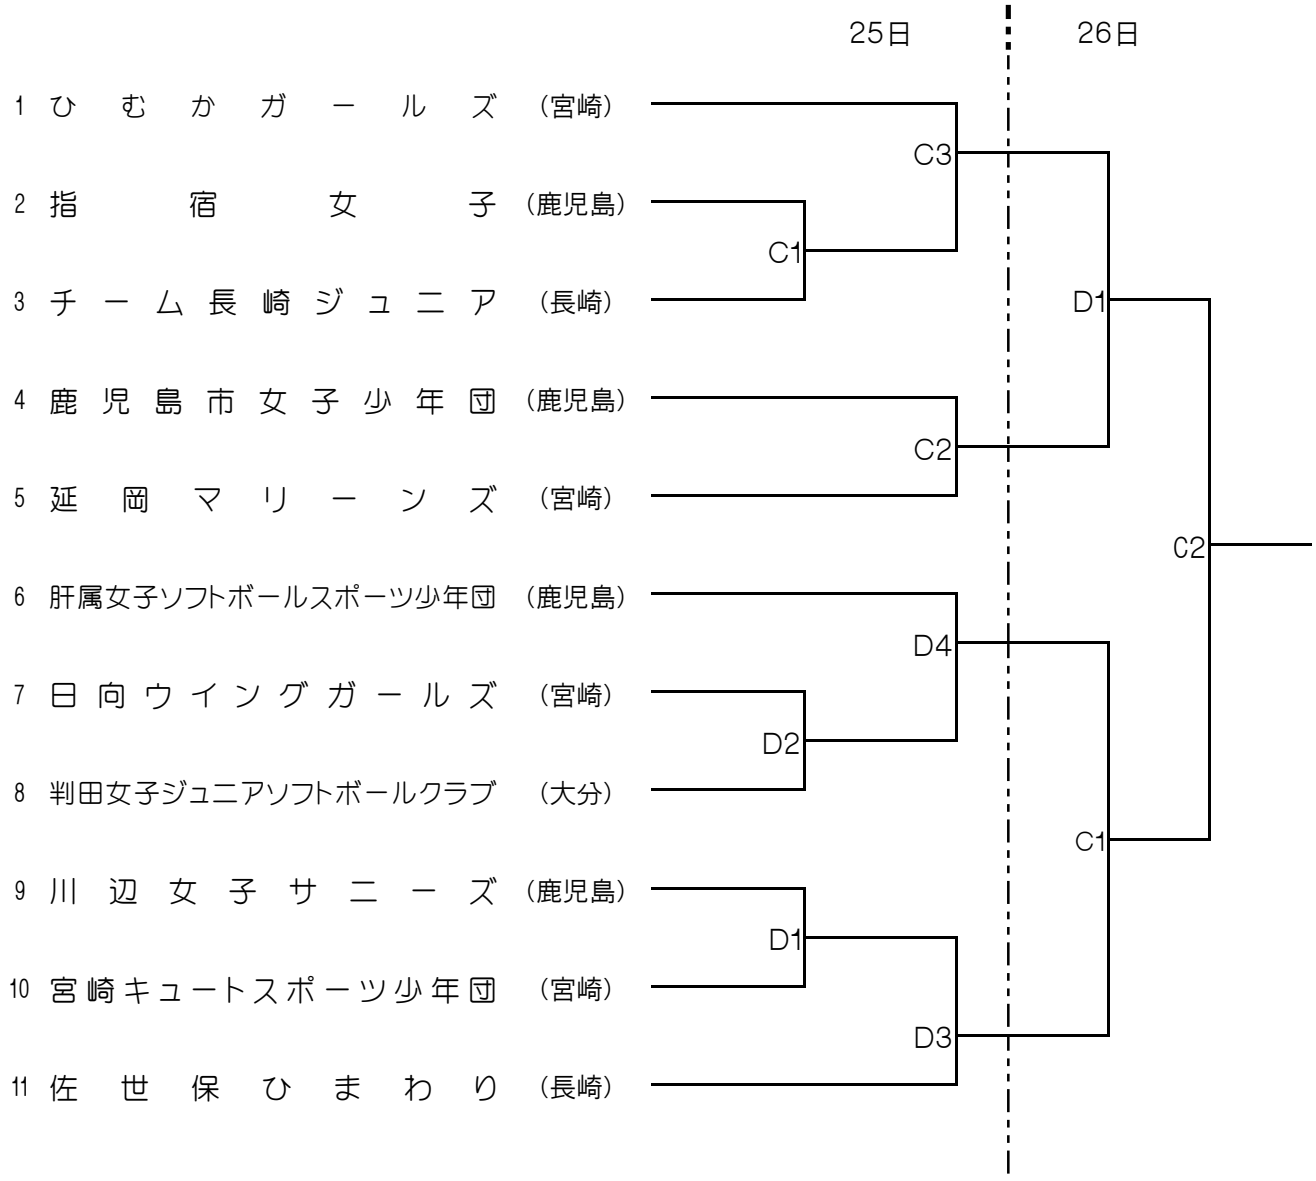 25日 26日
1 ひむかガールズ （宮崎）
C3
2 指宿女子 （鹿児島）
C1
3 チーム長崎ジュニア （長崎）
D1
4 鹿児島市女子少年団 （鹿児島）
C2
5 延岡マリーンズ （宮崎）
C2
6 肝属女子ソフトボールスポーツ少年団 （鹿児島）
D4
7 日向ウイングガールズ （宮崎）
D2
8 判田女子ジュニアソフトボールクラブ （大分）
C1
9 川辺女子サニーズ （鹿児島）
D1
10 宮崎キュートスポーツ少年団 （宮崎）
D3
11 佐世保ひまわり （長崎）